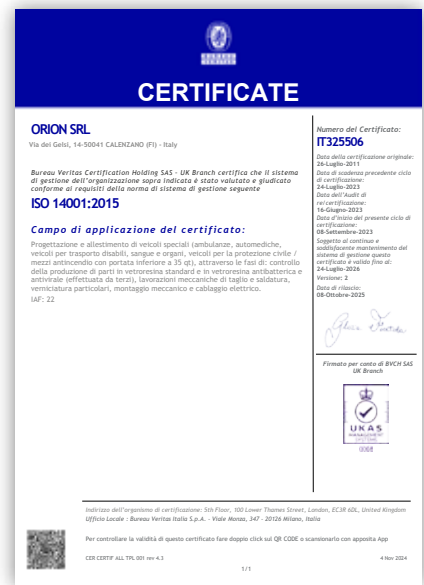 CERTIFICATE
ORION SRL
Via dei Gelsi, 14-50041 CALENZANO (FI) - Italy
Bureau Veritas Certification Holding SAS - UK Branch certifica che il sistema
di gestione dell'organizzazione sopra indicata è stato valutato e giudicato
conforme ai requisiti della norma di sistema di gestione seguente
ISO 14001:2015
Campo di applicazione del certificato:
Progettazione e allestimento di veicoli speciali (ambulanze, automediche,
veicoli per trasporto disabili, sangue e organi, veicoli per la protezione civile /
mezzi antincendio con portata inferiore a 35 qt), attraverso le fasi di: controllo
della produzione di parti in vetroresina standard e in vetroresina antibatterica e
antivirale (effettuata da terzi), lavorazioni meccaniche di taglio e saldatura,
verniciatura particolari, montaggio meccanico e cablaggio elettrico.
IAF: 22
Numero del Certificato:
IT325506
Data della certificazione originale:
26-Luglio-2011
Data di scadenza precedente ciclo
di certificazione:
24-Luglio-2023
Data dell'Audit di
ricertificazione:
16-Giugno-2023
Data d'inizio del presente ciclo di
certificazione:
08-Settembre-2023
Soggetto al continuo e
soddisfacente mantenimento del
sistema di gestione questo
certificato è valido fino al:
24-Luglio-2026
Versione: 2
Data di rilascio:
08-Ottobre-2025
Firmato per conto di BVCH SAS
UK Branch
UKAS
MANAGEMENT
SYSTEMS
0008
Indirizzo dell'organismo di certificazione: 5th Floor, 100 Lower Thames Street, London, EC3R 6DL, United Kingdom
Ufficio Locale : Bureau Veritas Italia S.p.A. - Viale Monza, 347 - 20126 Milano, Italia
Per controllare la validità di questo certificato fare doppio click sul QR CODE o scansionarlo con apposita App
CER CERTIF ALL TPL 001 rev 4.3
4 Nov 2024
1/1